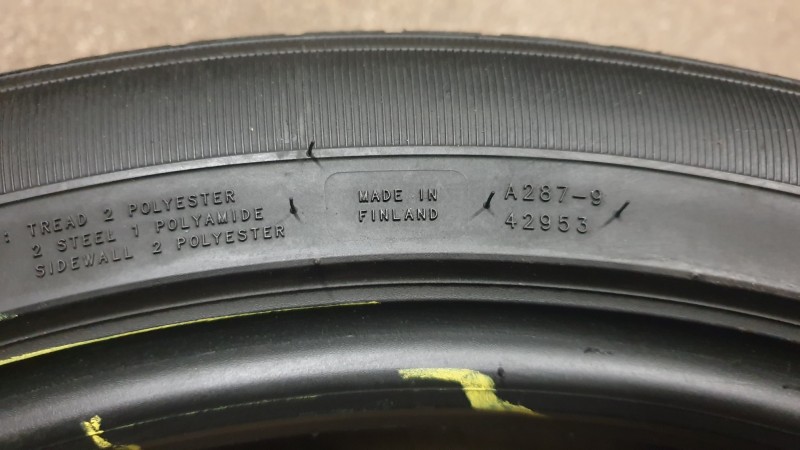 : TREAD 2 POLYESTER
2 STEEL 1 POLYAMIDE
SIDEWALL 2 POLYESTER
MADE IN
FINLAND
A287-9
42953